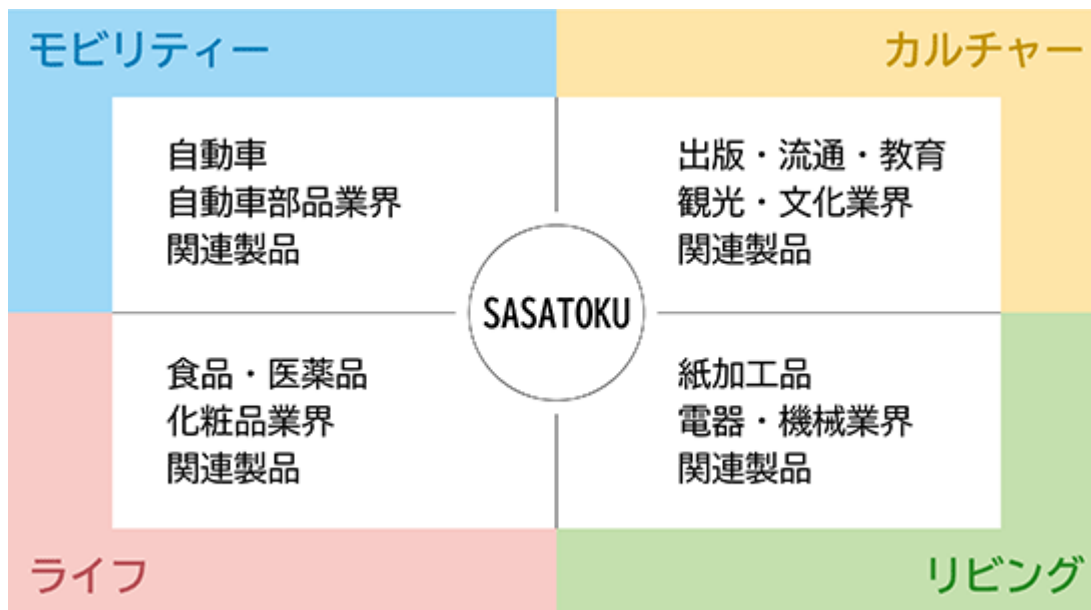 モビリティー
カルチャー
自動車
自動車部品業界
関連製品
出版・流通・教育
観光・文化業界
関連製品
SASATOKU
食品・医薬品
化粧品業界
関連製品
紙加工品
電器・機械業界
関連製品
ライフ
リビング